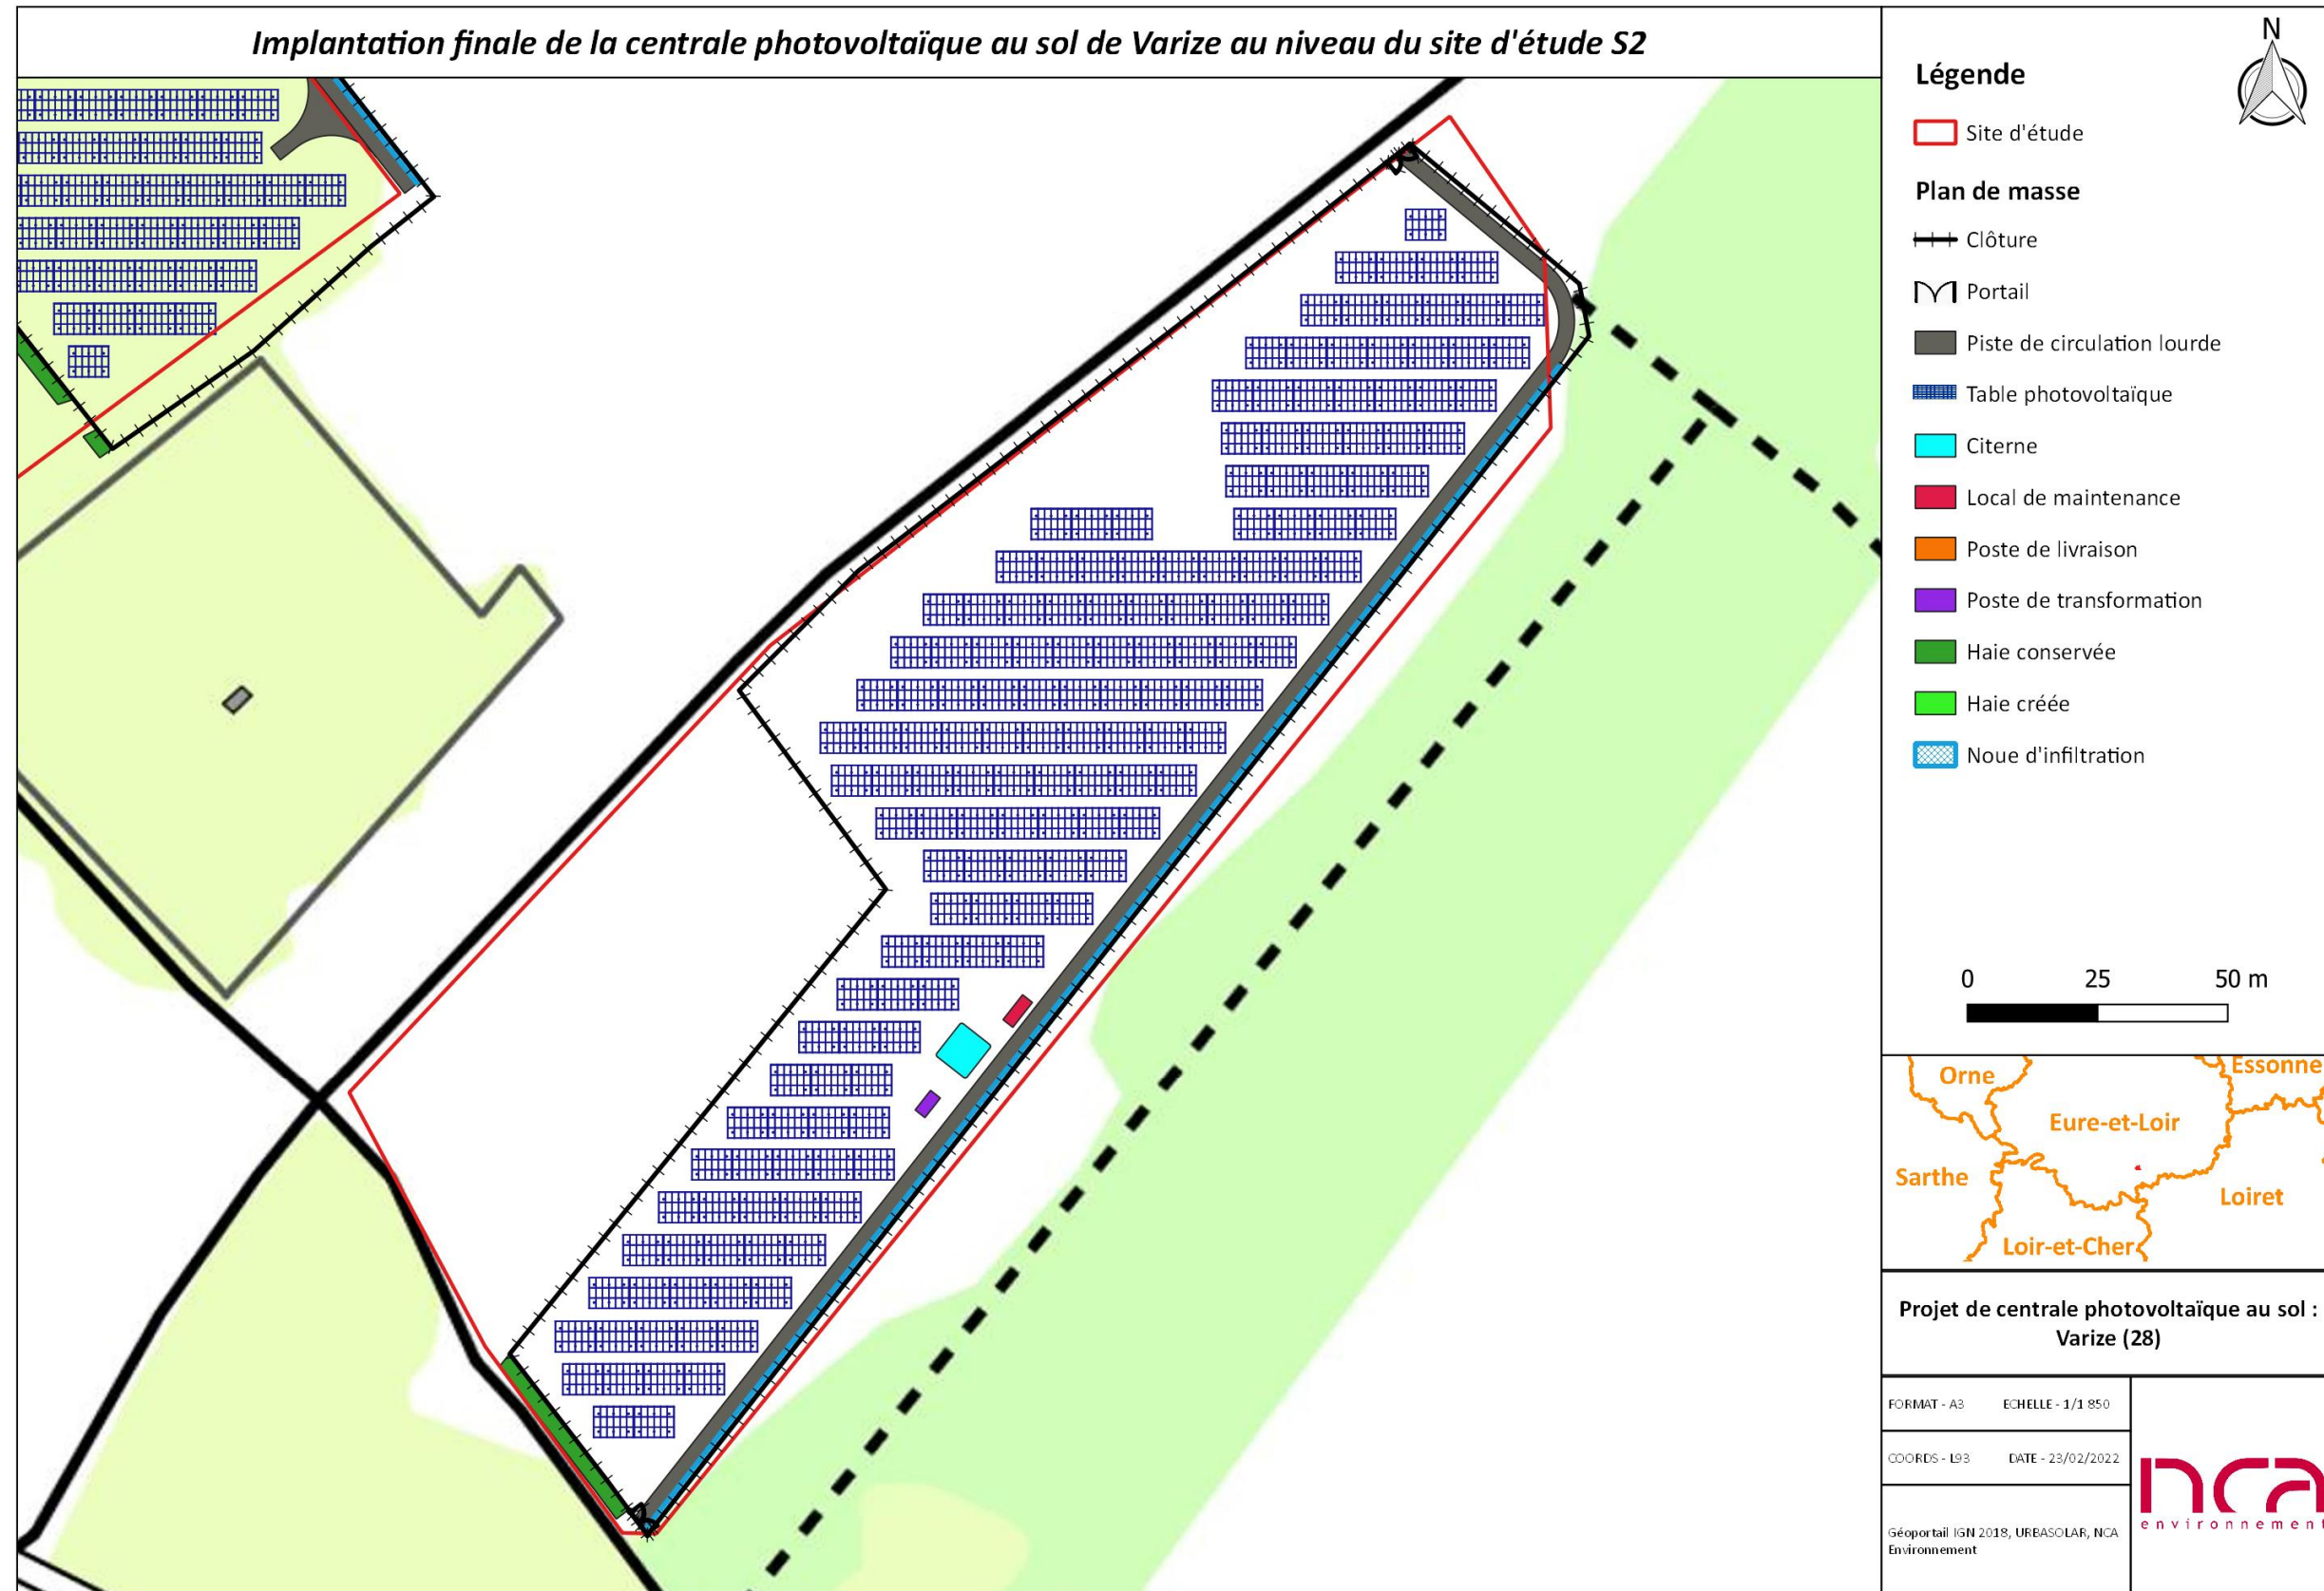 Implantation finale de la centrale photovoltaïque au sol de Varize au niveau du site d'étude S2
N
Légende
Site d'étude
Plan de masse
Clôture
Portail
Piste de circulation lourde
Table photovoltaïque
Citerne
Local de maintenance
Poste de livraison
Poste de transformation
Haie conservée
Haie créée
Noue d'infiltration
0 25 50 m
Essonne
Orne
Eure-et-Loir
Sarthe
Loiret
Loir-et-Cher
Projet de centrale photovoltaïque au sol :
Varize (28)
FORMAT - A3 ECHELLE - 1/1 850
COORDS - L93 DATE - 23/02/2022
Géoportail IGN 2018, URBASOLAR, NCA
Environnement
nca
environnement